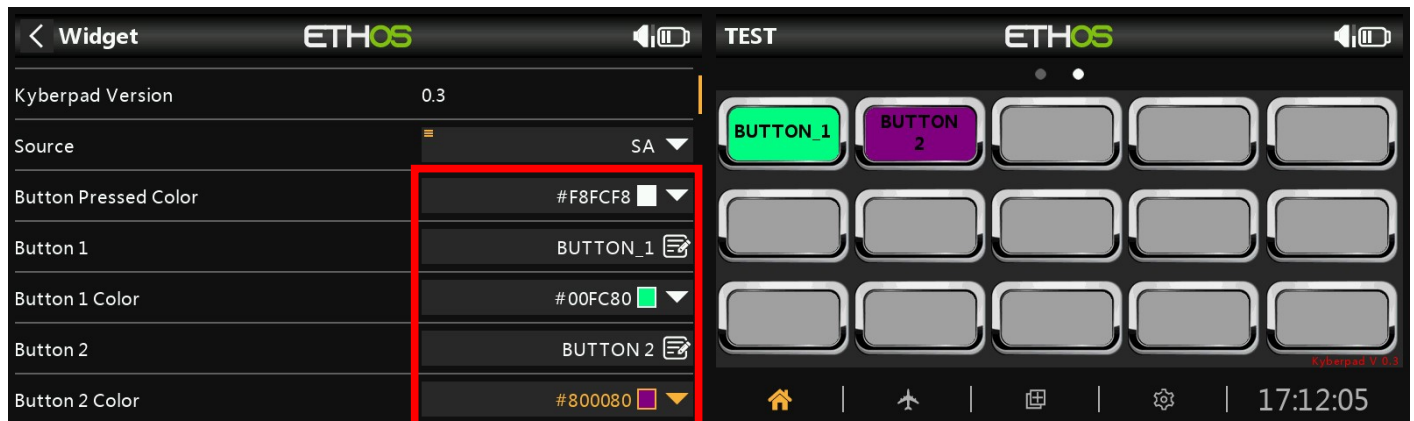 Widget
ETHOS
Kyberpad Version 0.3
Source SA
Button Pressed Color #F8FCF8
Button 1 BUTTON_1
Button 1 Color #00FC80
Button 2 BUTTON 2
Button 2 Color #800080
TEST
ETHOS
BUTTON_1
BUTTON
2
Kyberpad V 0.3
17:12:05